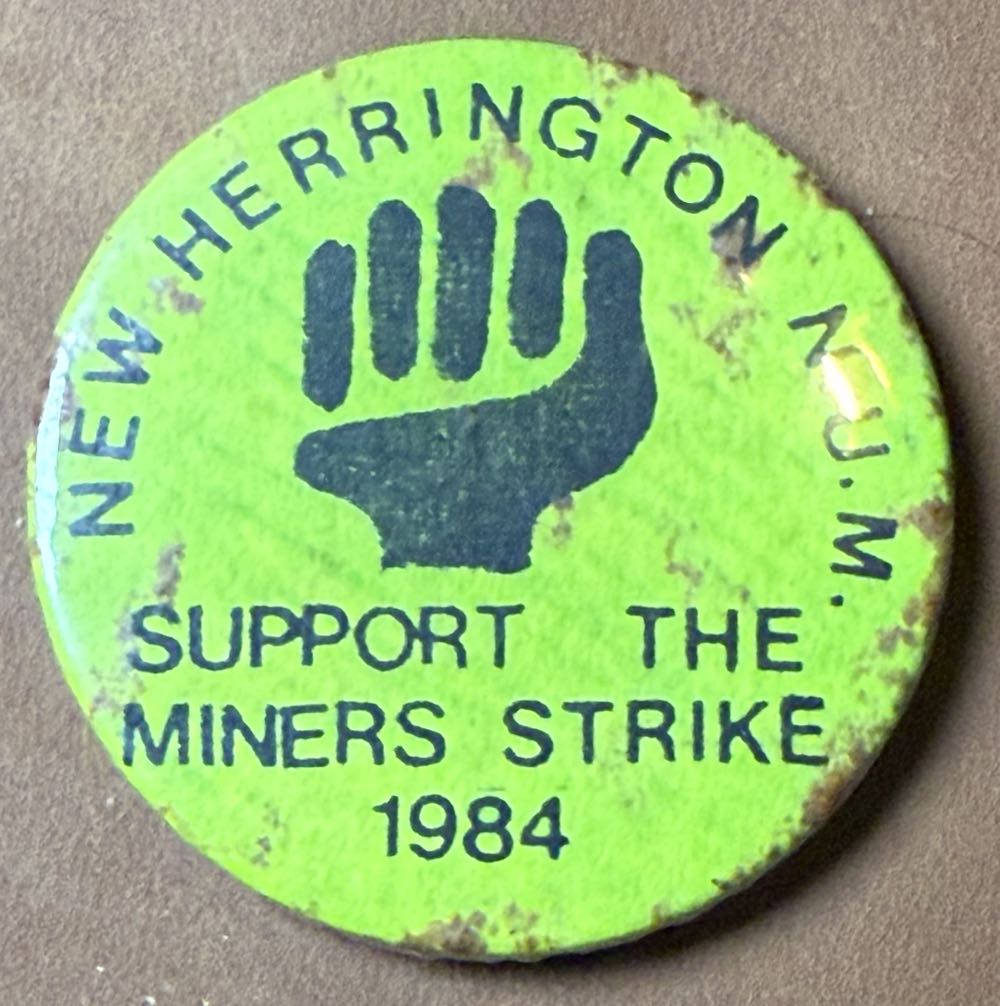 NEW HERRINGTON N.U.M.
SUPPORT THE
MINERS STRIKE
1984